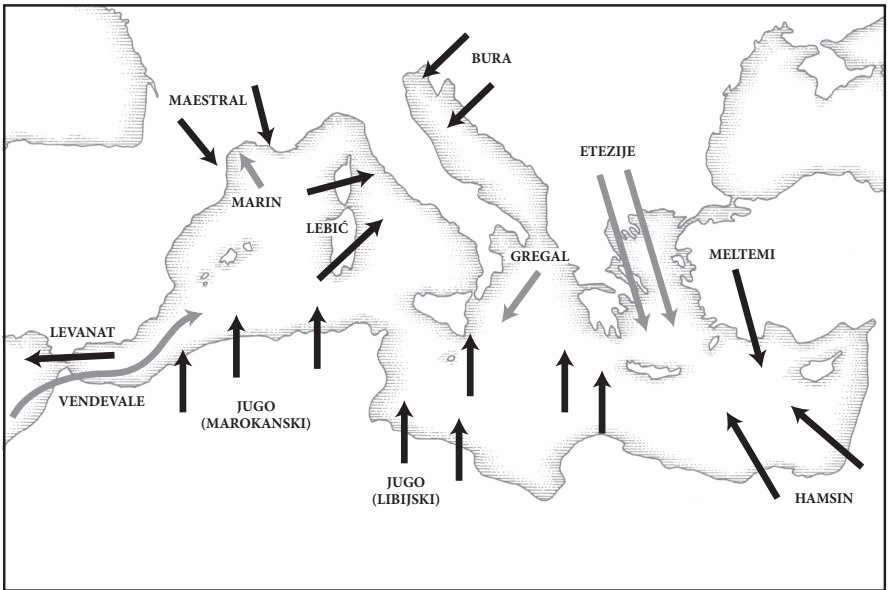 BURA
MAESTRAL
ETEZIJE
MARIN
LEBIĆ
GREGAL
MELTEMI
LEVANAT
VENDEVALE
JUGO
(MAROKANSKI)
JUGO
(LIBIJSKI)
HAMSIN